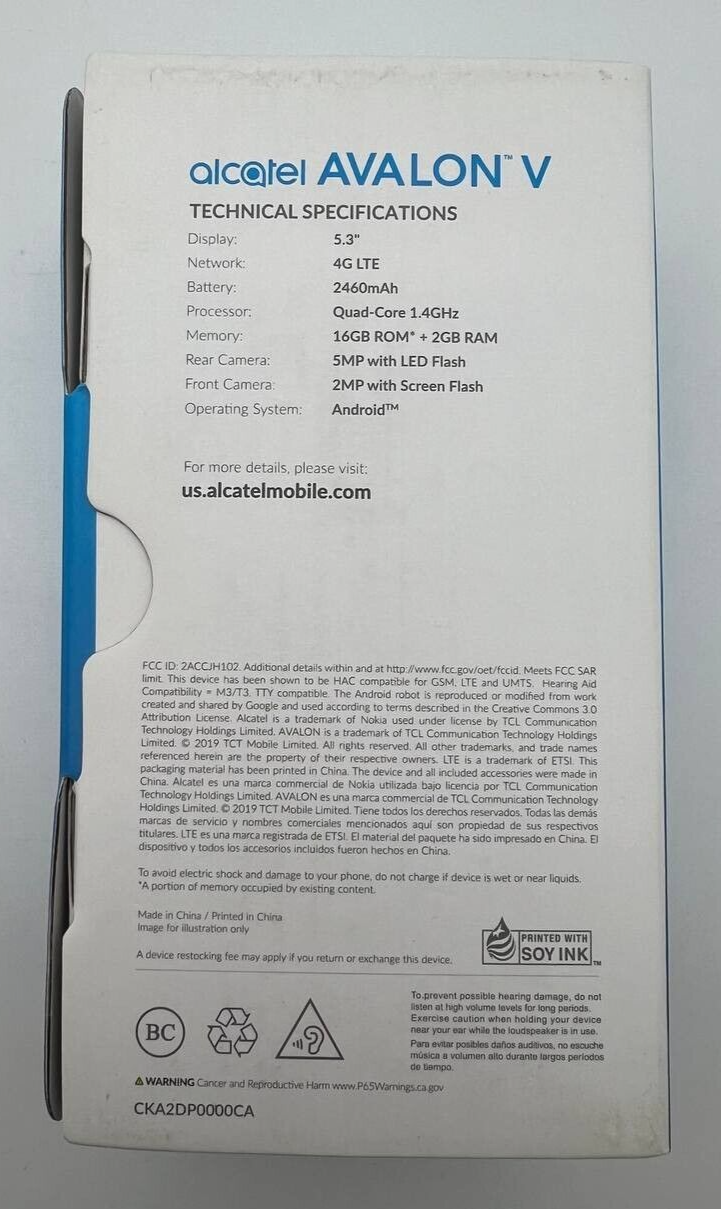 alcatel AVALON™ V
TECHNICAL SPECIFICATIONS
Display: 5.3"
Network: 4G LTE
Battery: 2460mAh
Processor: Quad-Core 1.4GHz
Memory: 16GB ROM* + 2GB RAM
Rear Camera: 5MP with LED Flash
Front Camera: 2MP with Screen Flash
Operating System: Android™
For more details, please visit:
us.alcatelmobile.com
FCC ID: 2ACCJH102. Additional details within and at http://www.fcc.gov/oet/fccid. Meets FCC SAR
limit. This device has been shown to be HAC compatible for GSM, LTE and UMTS. Hearing Aid
Compatibility = M3/T3. TTY compatible. The Android robot is reproduced or modified from work
created and shared by Google and used according to terms described in the Creative Commons 3.0
Attribution License. Alcatel is a trademark of Nokia used under license by TCL Communication
Technology Holdings Limited. AVALON is a trademark of TCL Communication Technology Holdings
Limited. © 2019 TCT Mobile Limited. All rights reserved. All other trademarks, and trade names
referenced herein are the property of their respective owners. LTE is a trademark of ETSI. This
packaging material has been printed in China. The device and all included accessories were made in
China. Alcatel es una marca commercial de Nokia utilizada bajo licencia por TCL Communication
Technology Holdings Limited. AVALON es una marca commercial de TCL Communication Technology
Holdings Limited. © 2019 TCT Mobile Limited. Tiene todos los derechos reservados. Todas las demás
marcas de servicio y nombres comerciales mencionados aquí son propiedad de sus respectivos
titulares. LTE es una marca registrada de ETSI. El material del paquete ha sido impresado en China. El
dispositivo y todos los accesorios incluidos fueron hechos en China.
To avoid electric shock and damage to your phone, do not charge if device is wet or near liquids.
*A portion of memory occupied by existing content.
Made in China / Printed in China
Image for illustration only
A device restocking fee may apply if you return or exchange this device.
PRINTED WITH
SOY INK™
BC
To prevent possible hearing damage, do not
listen at high volume levels for long periods.
Exercise caution when holding your device
near your ear while the loudspeaker is in use.
Para evitar posibles daños auditivos, no escuche
música a volumen alto durante largos períodos
de tiempo.
WARNING Cancer and Reproductive Harm www.P65Warnings.ca.gov
CKA2DP0000CA